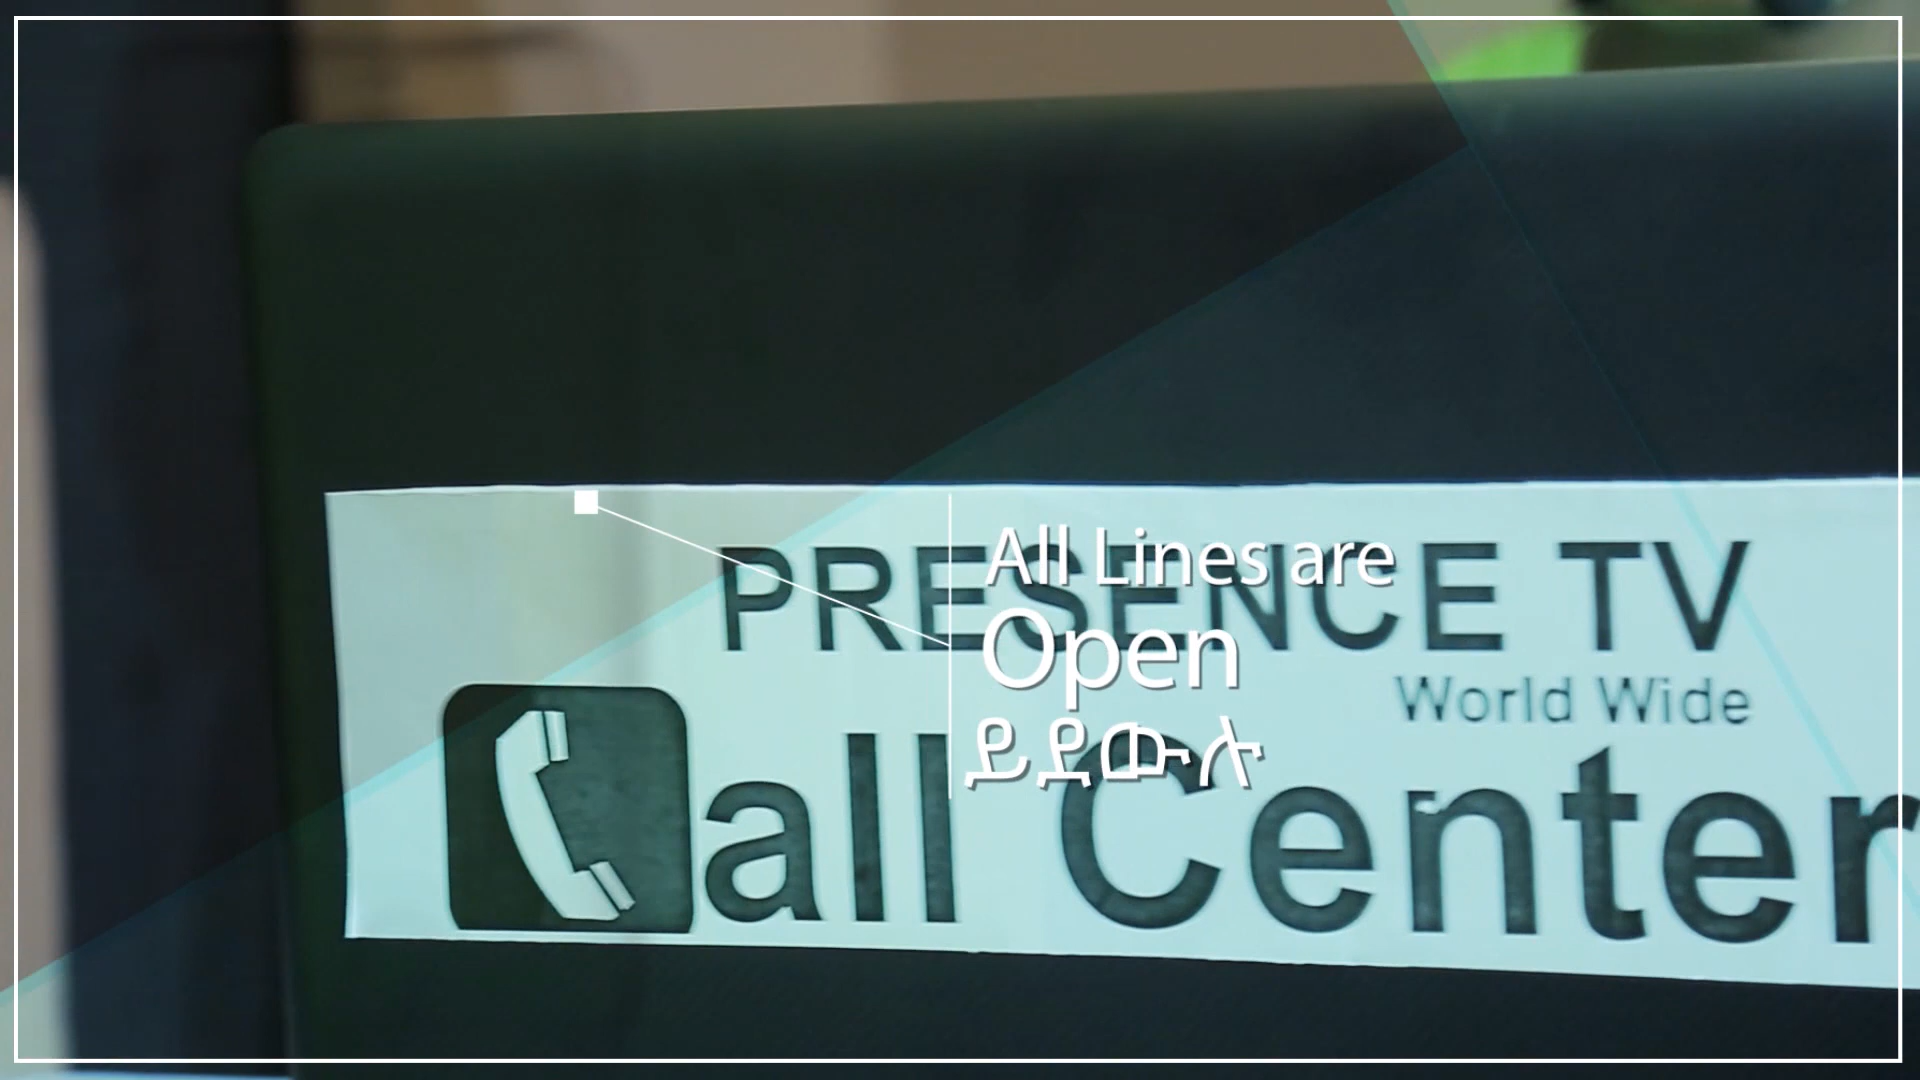 PRESENCE TV
World Wide
all Center
All Lines are
Open
ይደውሉ